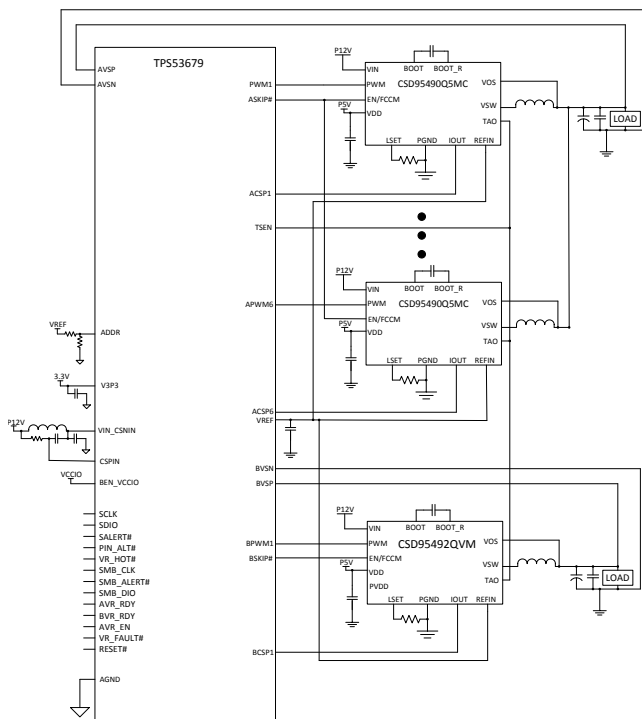 TPS53679
AVSP
AVSN
PWM1
ASKIP#
ACSP1
TSEN
APWM6
ADDR
VREF
V3P3
3.3V
ACSP6
VREF
P12V
VIN_CSNIN
CSPIN
VCCIO
BEN_VCCIO
BVSN
BVSP
SCLK
SDIO
SALERT#
PIN_ALT#
VR_HOT#
SMB_CLK
SMB_ALERT#
SMB_DIO
AVR_RDY
BVR_RDY
AVR_EN
VR_FAULT#
RESET#
BPWM1
BSKIP#
BCSP1
AGND
P12V
P5V
VIN
BOOT BOOT_R
CSD95490Q5MC
PWM
EN/FCCM
VDD
VOS
VSW
TAO
LSET PGND IOUT REFIN
LOAD
P12V
P5V
VIN
BOOT BOOT_R
CSD95490Q5MC
PWM
EN/FCCM
VDD
VOS
VSW
TAO
LSET PGND IOUT REFIN
P12V
P5V
VIN
BOOT BOOT_R
CSD95492QVM
PWM
EN/FCCM
VDD
PVDD
VOS
VSW
TAO
LSET PGND IOUT REFIN
LOAD